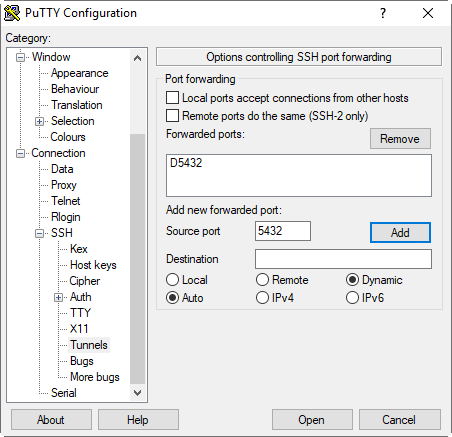 PuTTY Configuration
?
Category:
Window
Appearance
Behaviour
Translation
Selection
Colours
Connection
Data
Proxy
Telnet
Rlogin
SSH
Kex
Host keys
Cipher
Auth
TTY
X11
Tunnels
Bugs
More bugs
Serial
Options controlling SSH port forwarding
Port forwarding
Local ports accept connections from other hosts
Remote ports do the same (SSH-2 only)
Forwarded ports:
Remove
D5432
Add new forwarded port:
Source port 5432 Add
Destination
Local Remote Dynamic
Auto IPv4 IPv6
About Help Open Cancel